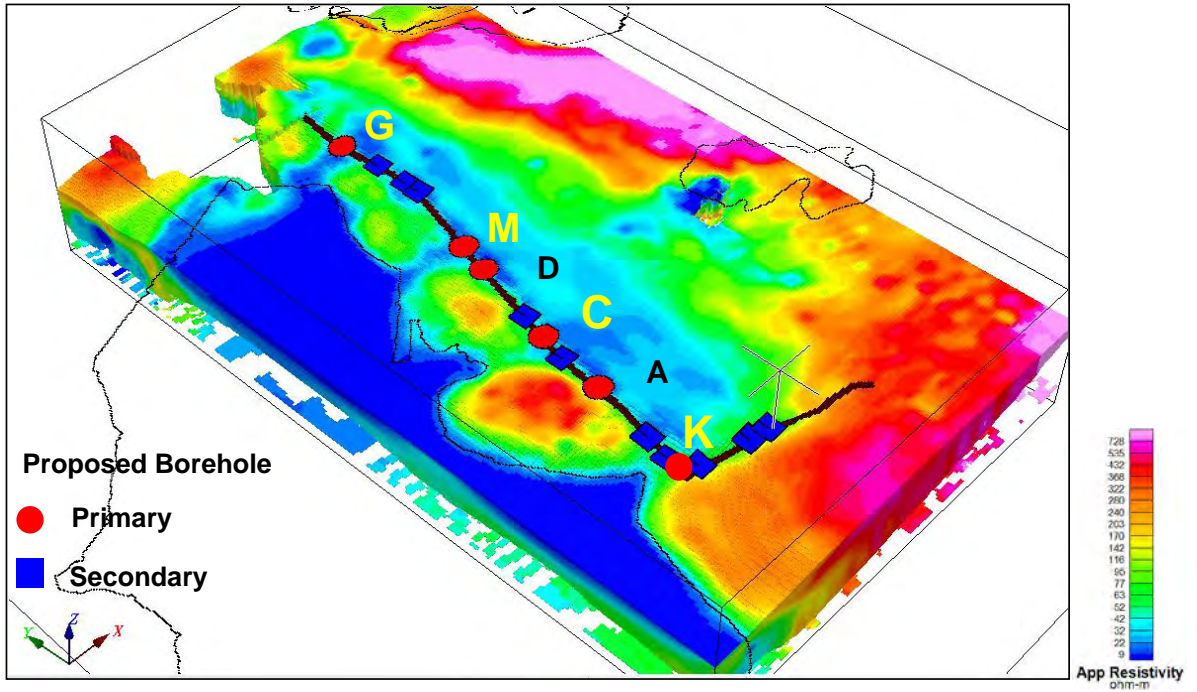 G
M
D
C
A
K
Proposed Borehole
Primary
Secondary
Z
Y
X
728
535
432
368
322
280
240
203
170
142
116
95
77
63
52
42
32
22
9
App Resistivity
ohm-m